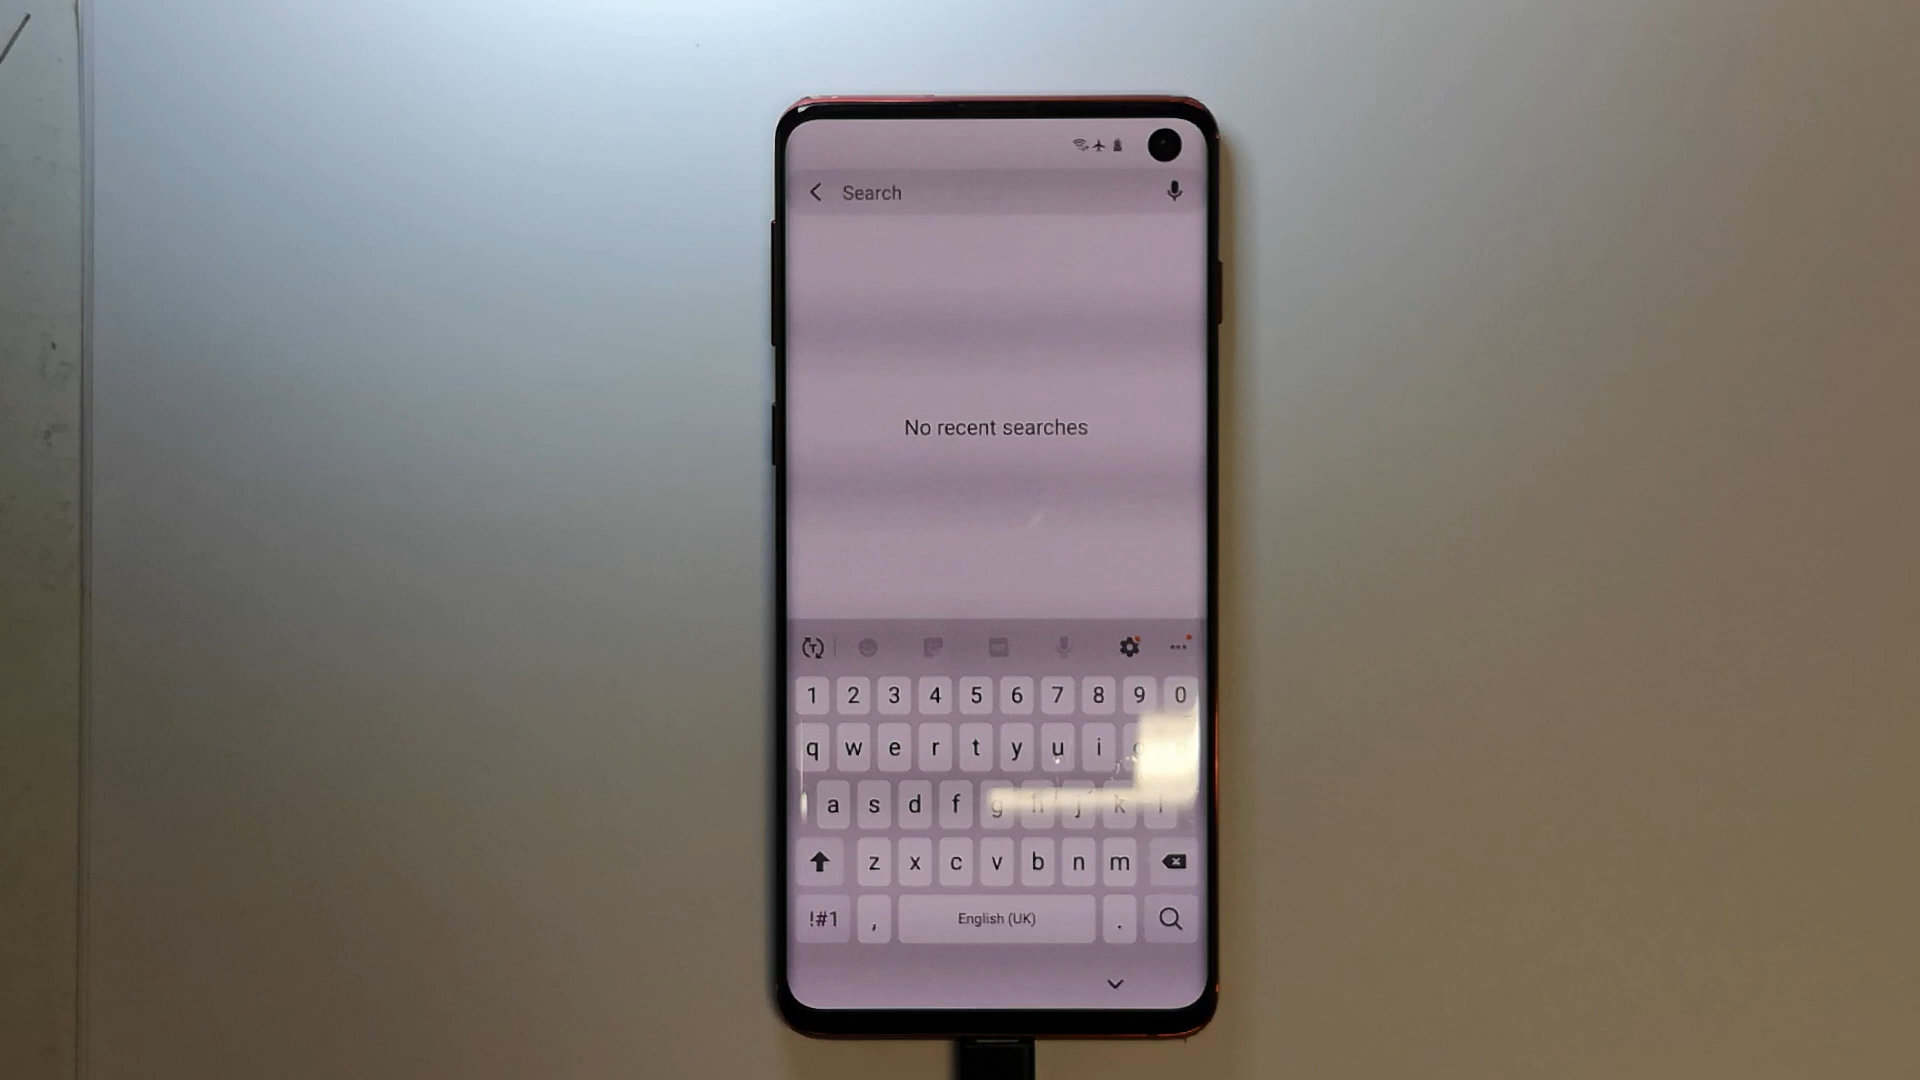 Search
No recent searches
1 2 3 4 5 6 7 8 9 0
q w e r t y u i
a s d f g h j k l
z x c v b n m
!#1 , English (UK) .